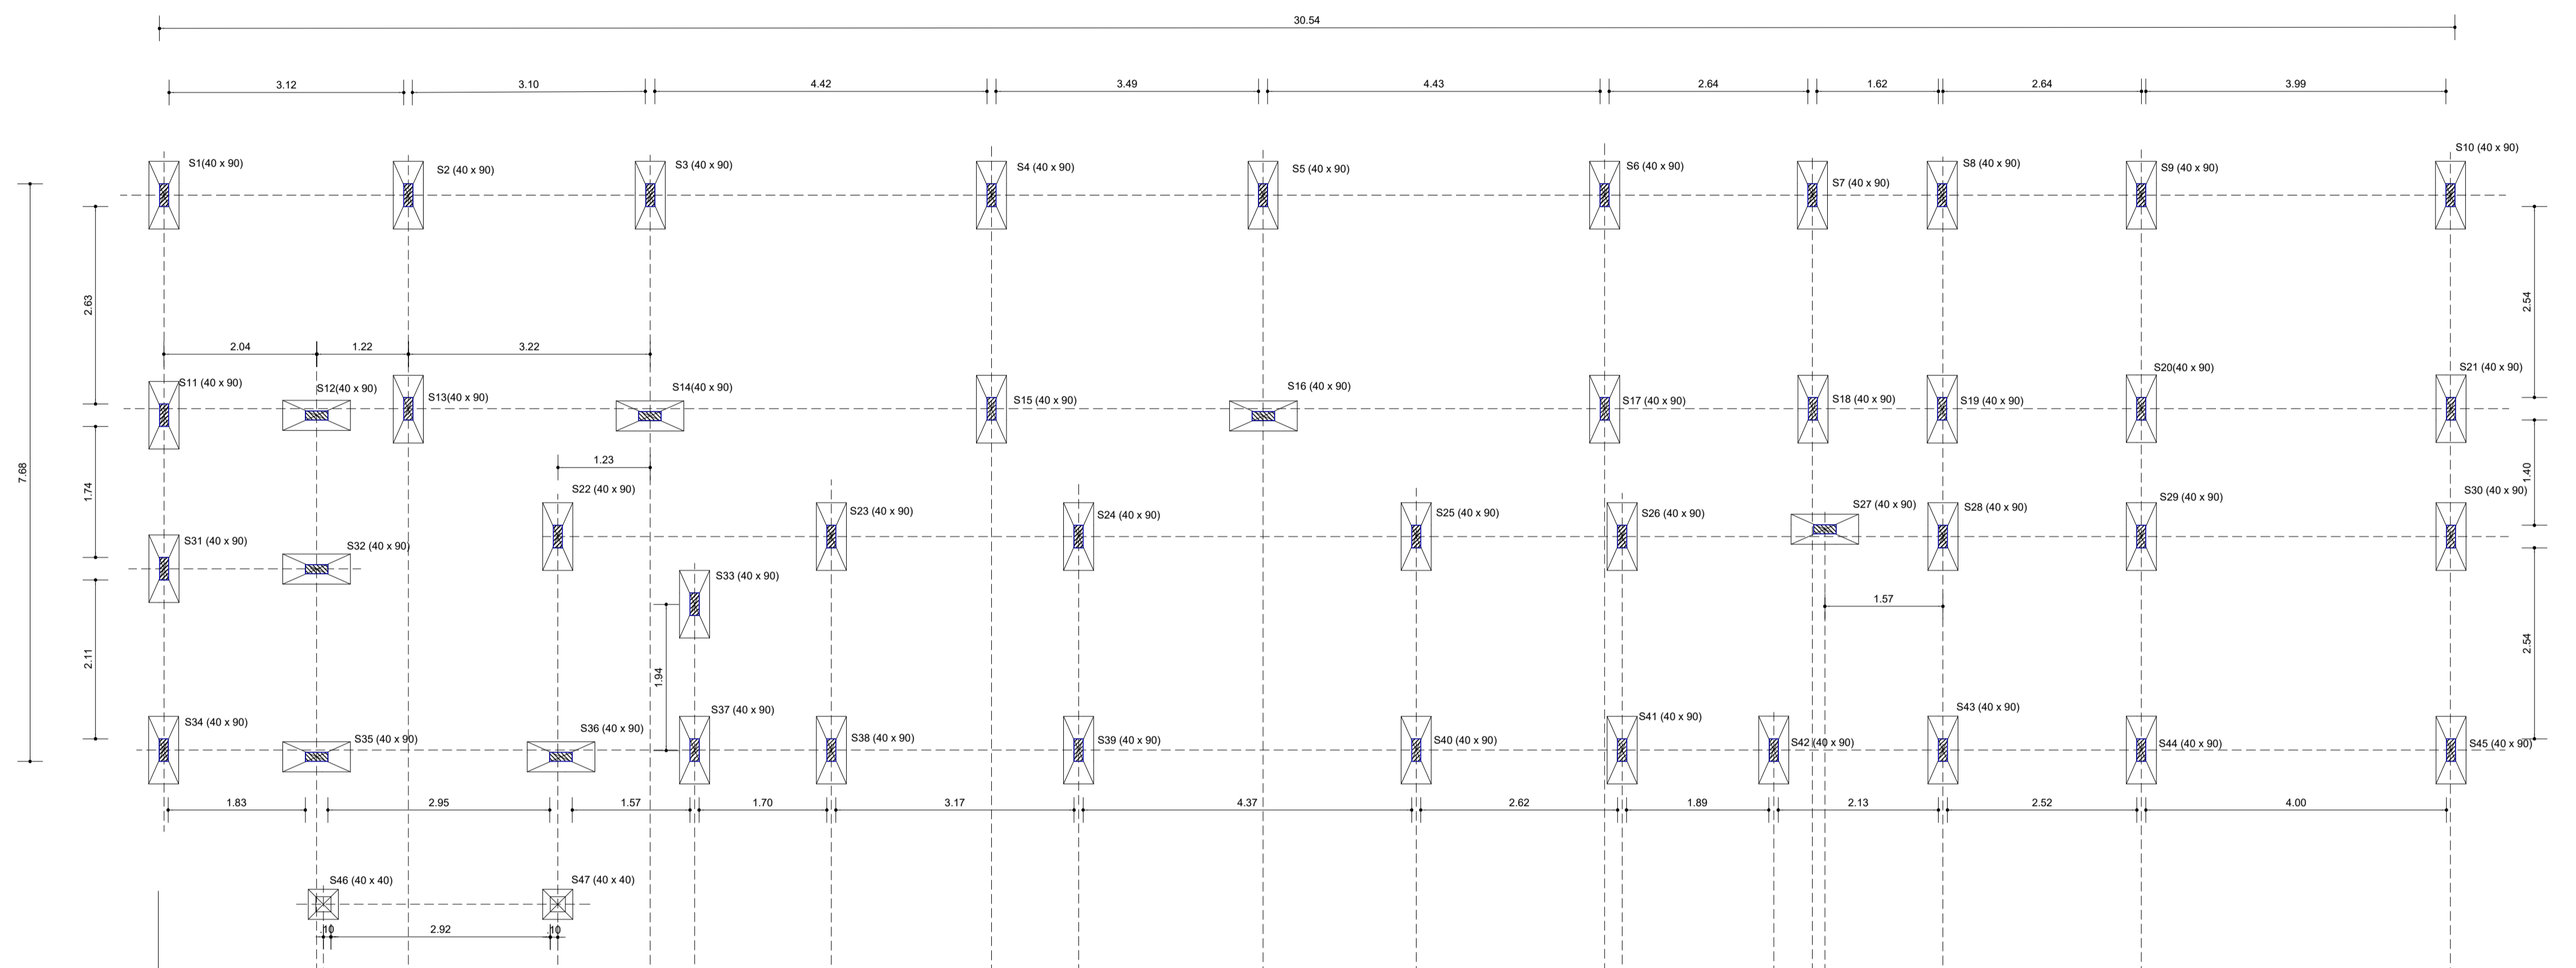 30.54
3.12 3.10 4.42 3.49 4.43 2.64 1.62 2.64 3.99
S1(40 x 90) S2 (40 x 90) S3 (40 x 90) S4 (40 x 90) S5 (40 x 90) S6 (40 x 90) S7 (40 x 90) S8 (40 x 90) S9 (40 x 90) S10 (40 x 90)
2.63 2.54
2.04 1.22 3.22
S11 (40 x 90) S12(40 x 90) S13(40 x 90) S14(40 x 90) S15 (40 x 90) S16 (40 x 90) S17 (40 x 90) S18 (40 x 90) S19 (40 x 90) S20(40 x 90) S21 (40 x 90)
7.68
1.74 1.23 1.40
S22 (40 x 90) S23 (40 x 90) S24 (40 x 90) S25 (40 x 90) S26 (40 x 90) S27 (40 x 90) S28 (40 x 90) S29 (40 x 90) S30 (40 x 90)
S31 (40 x 90) S32 (40 x 90) S33 (40 x 90)
1.57
2.11 1.94 2.54
S34 (40 x 90) S35 (40 x 90) S36 (40 x 90) S37 (40 x 90) S38 (40 x 90) S39 (40 x 90) S40 (40 x 90) S41 (40 x 90) S42 (40 x 90) S43 (40 x 90) S44 (40 x 90) S45 (40 x 90)
1.83 2.95 1.57 1.70 3.17 4.37 2.62 1.89 2.13 2.52 4.00
S46 (40 x 40) S47 (40 x 40)
.10 2.92 .10